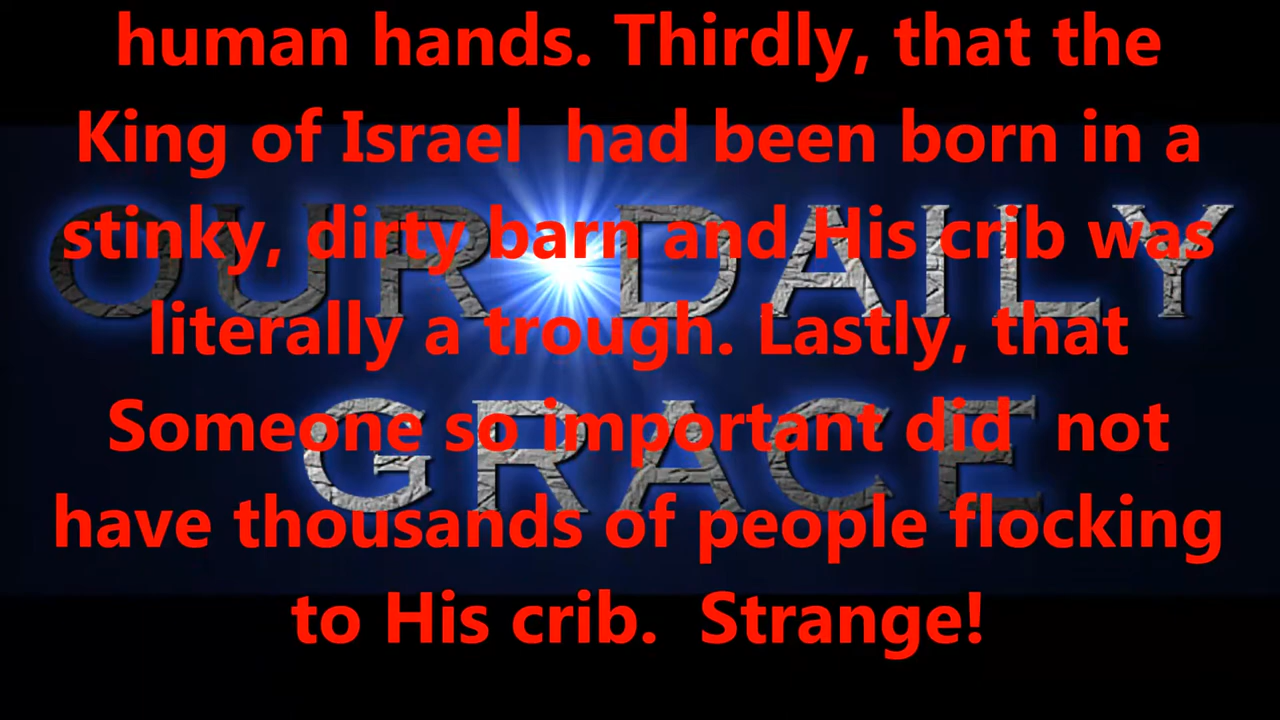 human hands. Thirdly, that the
King of Israel  had been born in a
stinky, dirty barn and His crib was
literally a trough. Lastly, that
Someone so important did  not
have thousands of people flocking
to His crib.  Strange!
OUR DAILY
GRACE